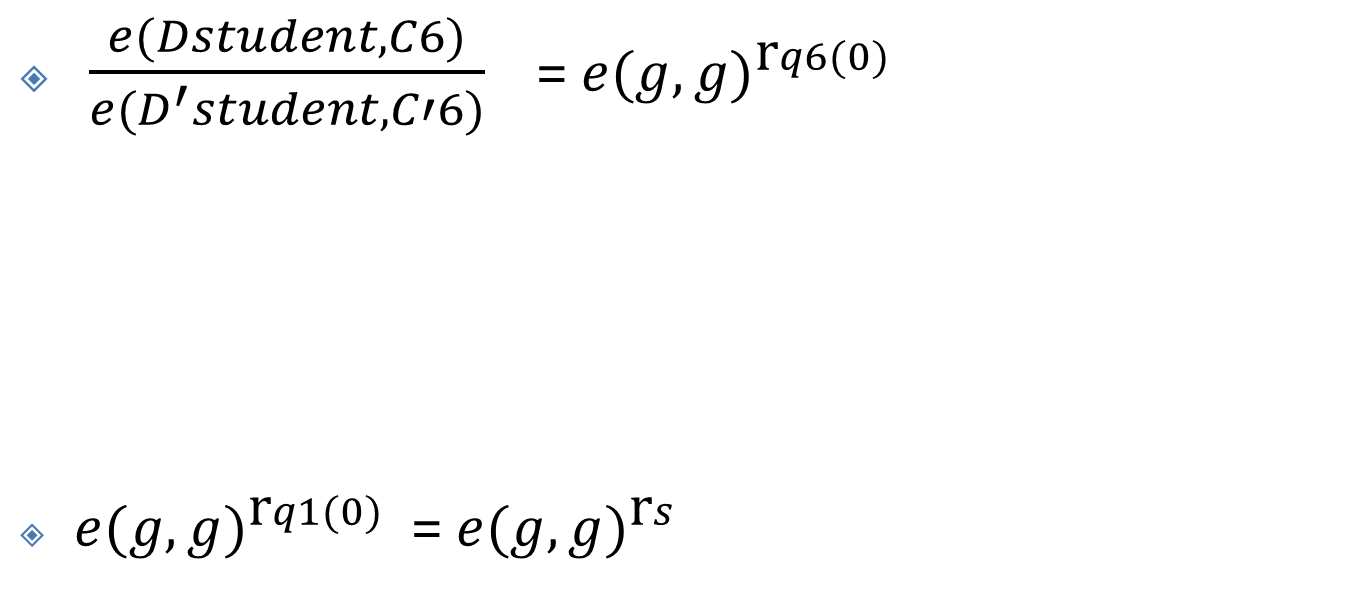 e(Dstudent,C6)
e(D′student,C′6)
= e(g, g)^rq6(0)
e(g, g)^rq1(0) = e(g, g)^rs